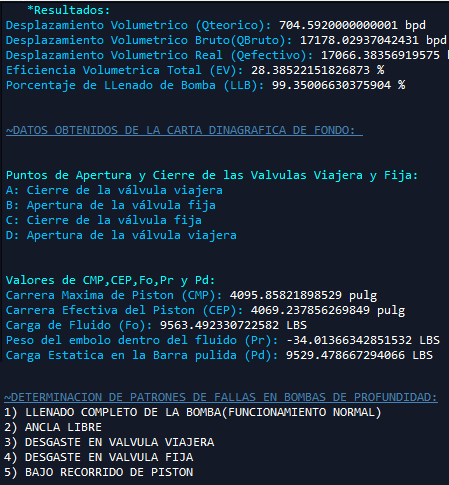 *Resultados:
Desplazamiento Volumetrico (Qteorico): 704.5920000000001 bpd
Desplazamiento Volumetrico Bruto(QBruto): 17178.02937042431 bpd
Desplazamiento Volumetrico Real (Qefectivo): 17066.38356919575
Eficiencia Volumetrica Total (EV): 28.38522151826873 %
Porcentaje de LLenado de Bomba (LLB): 99.35006630375904 %
~DATOS OBTENIDOS DE LA CARTA DINAGRAFICA DE FONDO:
Puntos de Apertura y Cierre de las Valvulas Viajera y Fija:
A: Cierre de la válvula viajera
B: Apertura de la válvula fija
C: Cierre de la válvula fija
D: Apertura de la válvula viajera
Valores de CMP,CEP,Fo,Pr y Pd:
Carrera Maxima de Piston (CMP): 4095.85821898529 pulg
Carrera Efectiva del Piston (CEP): 4069.237856269849 pulg
Carga de Fluido (Fo): 9563.492330722582 LBS
Peso del embolo dentro del fluido (Pr): -34.01366342851532 LBS
Carga Estatica en la Barra pulida (Pd): 9529.478667294066 LBS
~DETERMINACION DE PATRONES DE FALLAS EN BOMBAS DE PROFUNDIDAD:
1) LLENADO COMPLETO DE LA BOMBA(FUNCIONAMIENTO NORMAL)
2) ANCLA LIBRE
3) DESGASTE EN VALVULA VIAJERA
4) DESGASTE EN VALVULA FIJA
5) BAJO RECORRIDO DE PISTON